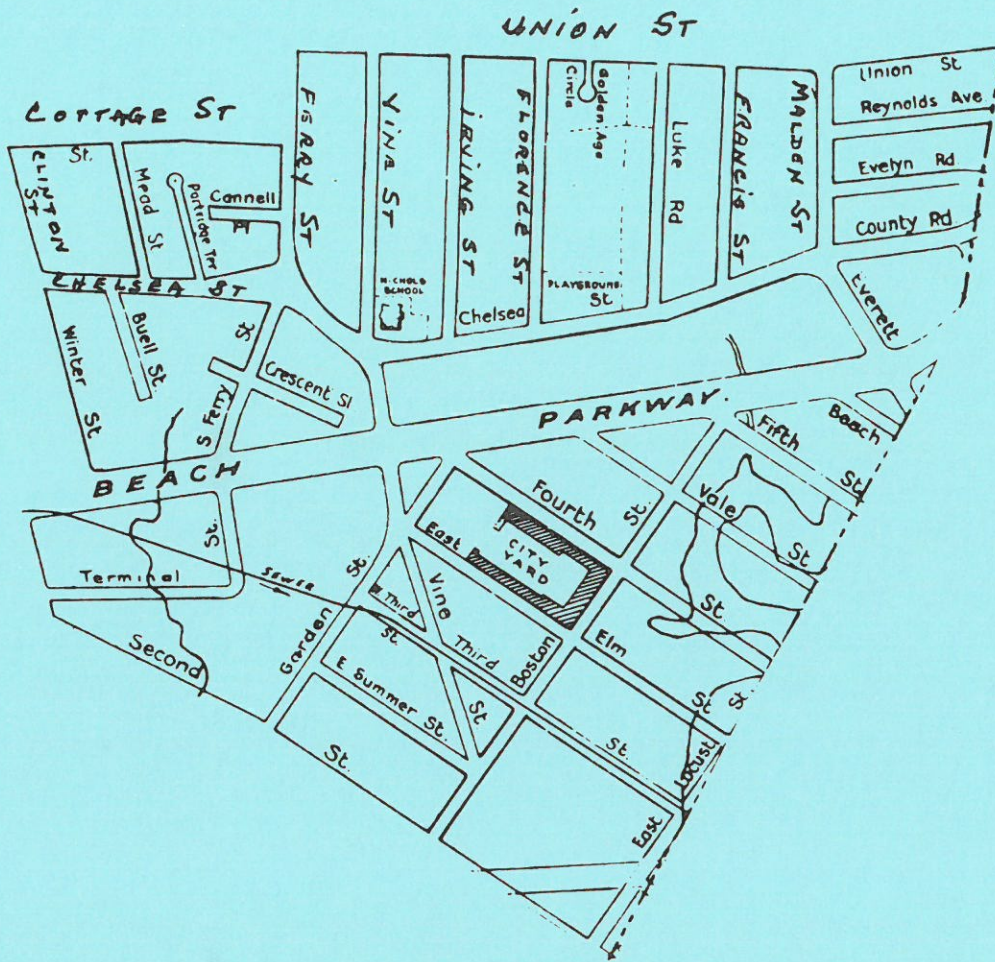 UNION ST
COTTAGE ST
CLINTON ST
St.
Mead St
Partridge Ter
Connell
Pl
FERRY ST
VINE ST
IRVING ST
FLORENCE ST
Golden Age
Circle
Luke Rd
FRANCIS ST
MALDEN ST
Union St
Reynolds Ave
Evelyn Rd
County Rd
Everett
CHELSEA ST
NICHOLS
SCHOOL
Chelsea
PLAYGROUND
St.
Winter St
Buell St.
S Ferry
St
Crescent St
BEACH PARKWAY.
Beach
St
Fifth
Vale
St
Fourth
St.
CITY
YARD
East
Elm
St
Boston
St.
Vine
St
Third
St.
Third
St.
Garden
St
E Summer St.
Terminal
St.
SEWER
Second
St.
Locust
St
East